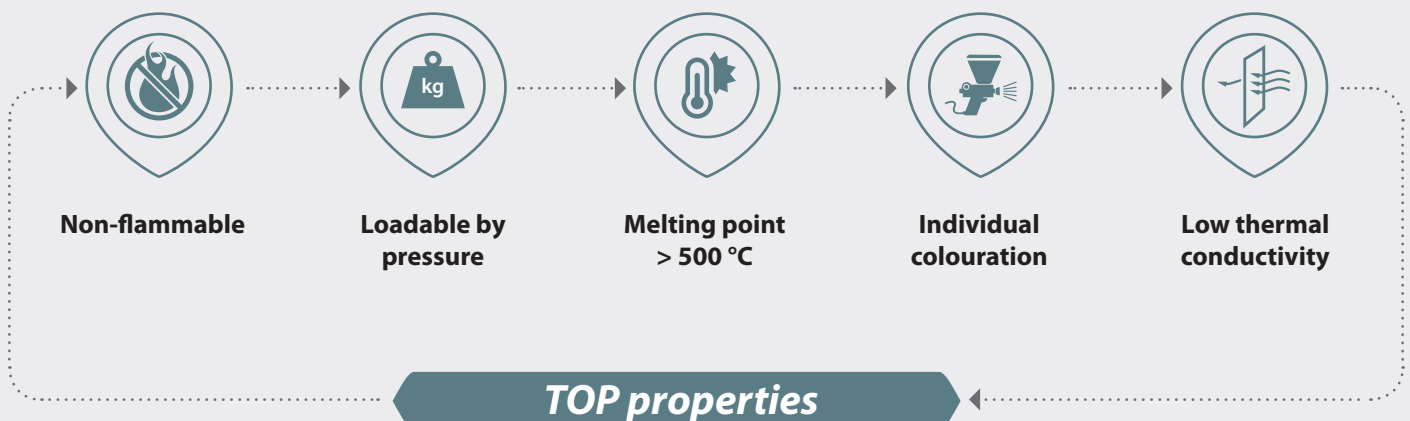 kg
Non-flammable
Loadable by
pressure
Melting point
> 500 °C
Individual
colouration
Low thermal
conductivity
TOP properties